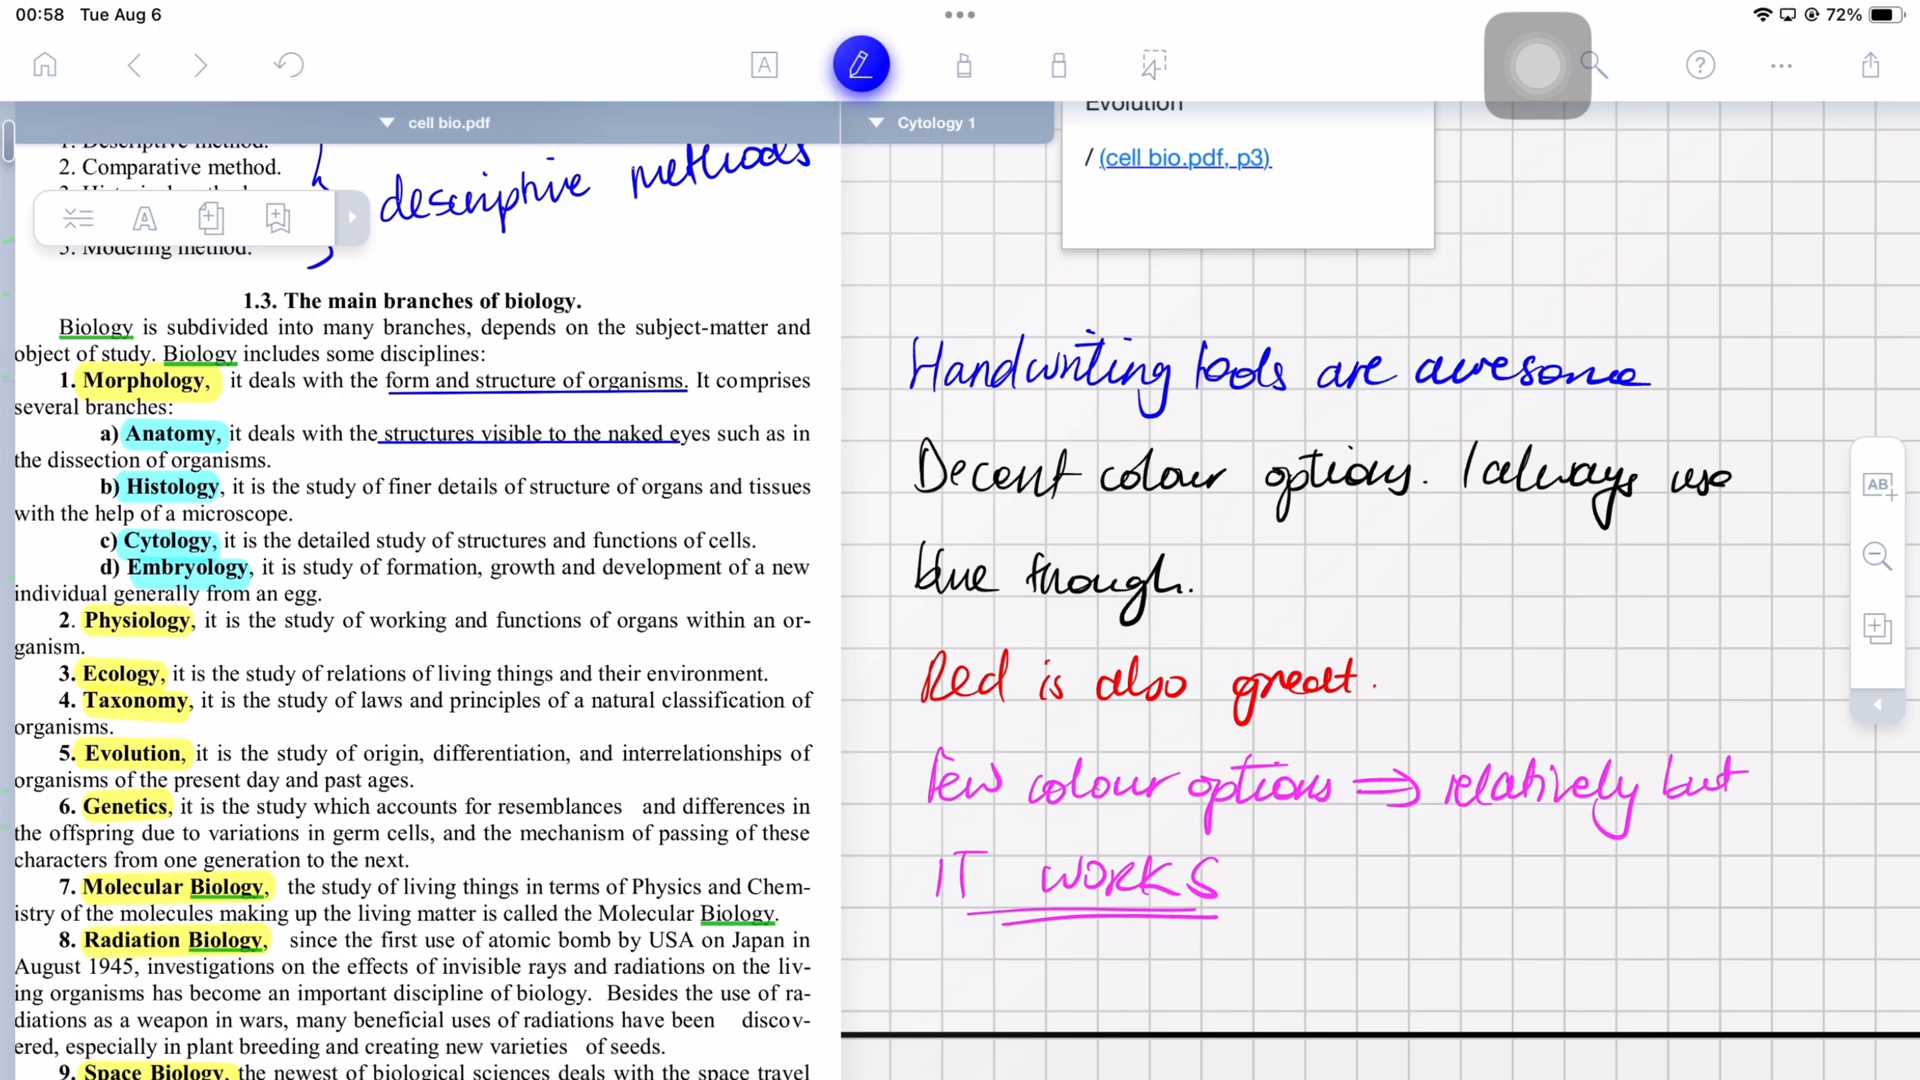 00:58 Tue Aug 6
72%
A
cell bio.pdf
Cytology 1
Evolution
/ (cell bio.pdf, p3)
1. Descriptive method.
2. Comparative method.
A
5. Modeling method.
descriptive methods
1.3. The main branches of biology.
Biology is subdivided into many branches, depends on the subject-matter and
object of study. Biology includes some disciplines:
1. Morphology, it deals with the form and structure of organisms. It comprises
several branches:
a) Anatomy, it deals with the structures visible to the naked eyes such as in
the dissection of organisms.
b) Histology, it is the study of finer details of structure of organs and tissues
with the help of a microscope.
c) Cytology, it is the detailed study of structures and functions of cells.
d) Embryology, it is study of formation, growth and development of a new
individual generally from an egg.
2. Physiology, it is the study of working and functions of organs within an or-
ganism.
3. Ecology, it is the study of relations of living things and their environment.
4. Taxonomy, it is the study of laws and principles of a natural classification of
organisms.
5. Evolution, it is the study of origin, differentiation, and interrelationships of
organisms of the present day and past ages.
6. Genetics, it is the study which accounts for resemblances and differences in
the offspring due to variations in germ cells, and the mechanism of passing of these
characters from one generation to the next.
7. Molecular Biology, the study of living things in terms of Physics and Chem-
istry of the molecules making up the living matter is called the Molecular Biology.
8. Radiation Biology, since the first use of atomic bomb by USA on Japan in
August 1945, investigations on the effects of invisible rays and radiations on the liv-
ing organisms has become an important discipline of biology. Besides the use of ra-
diations as a weapon in wars, many beneficial uses of radiations have been discov-
ered, especially in plant breeding and creating new varieties of seeds.
9. Space Biology, the newest of biological sciences deals with the space travel
Handwriting tools are awesome
Decent colour options. I always use
blue though.
Red is also great.
Few colour options ⇒ relatively but
IT WORKS
AB